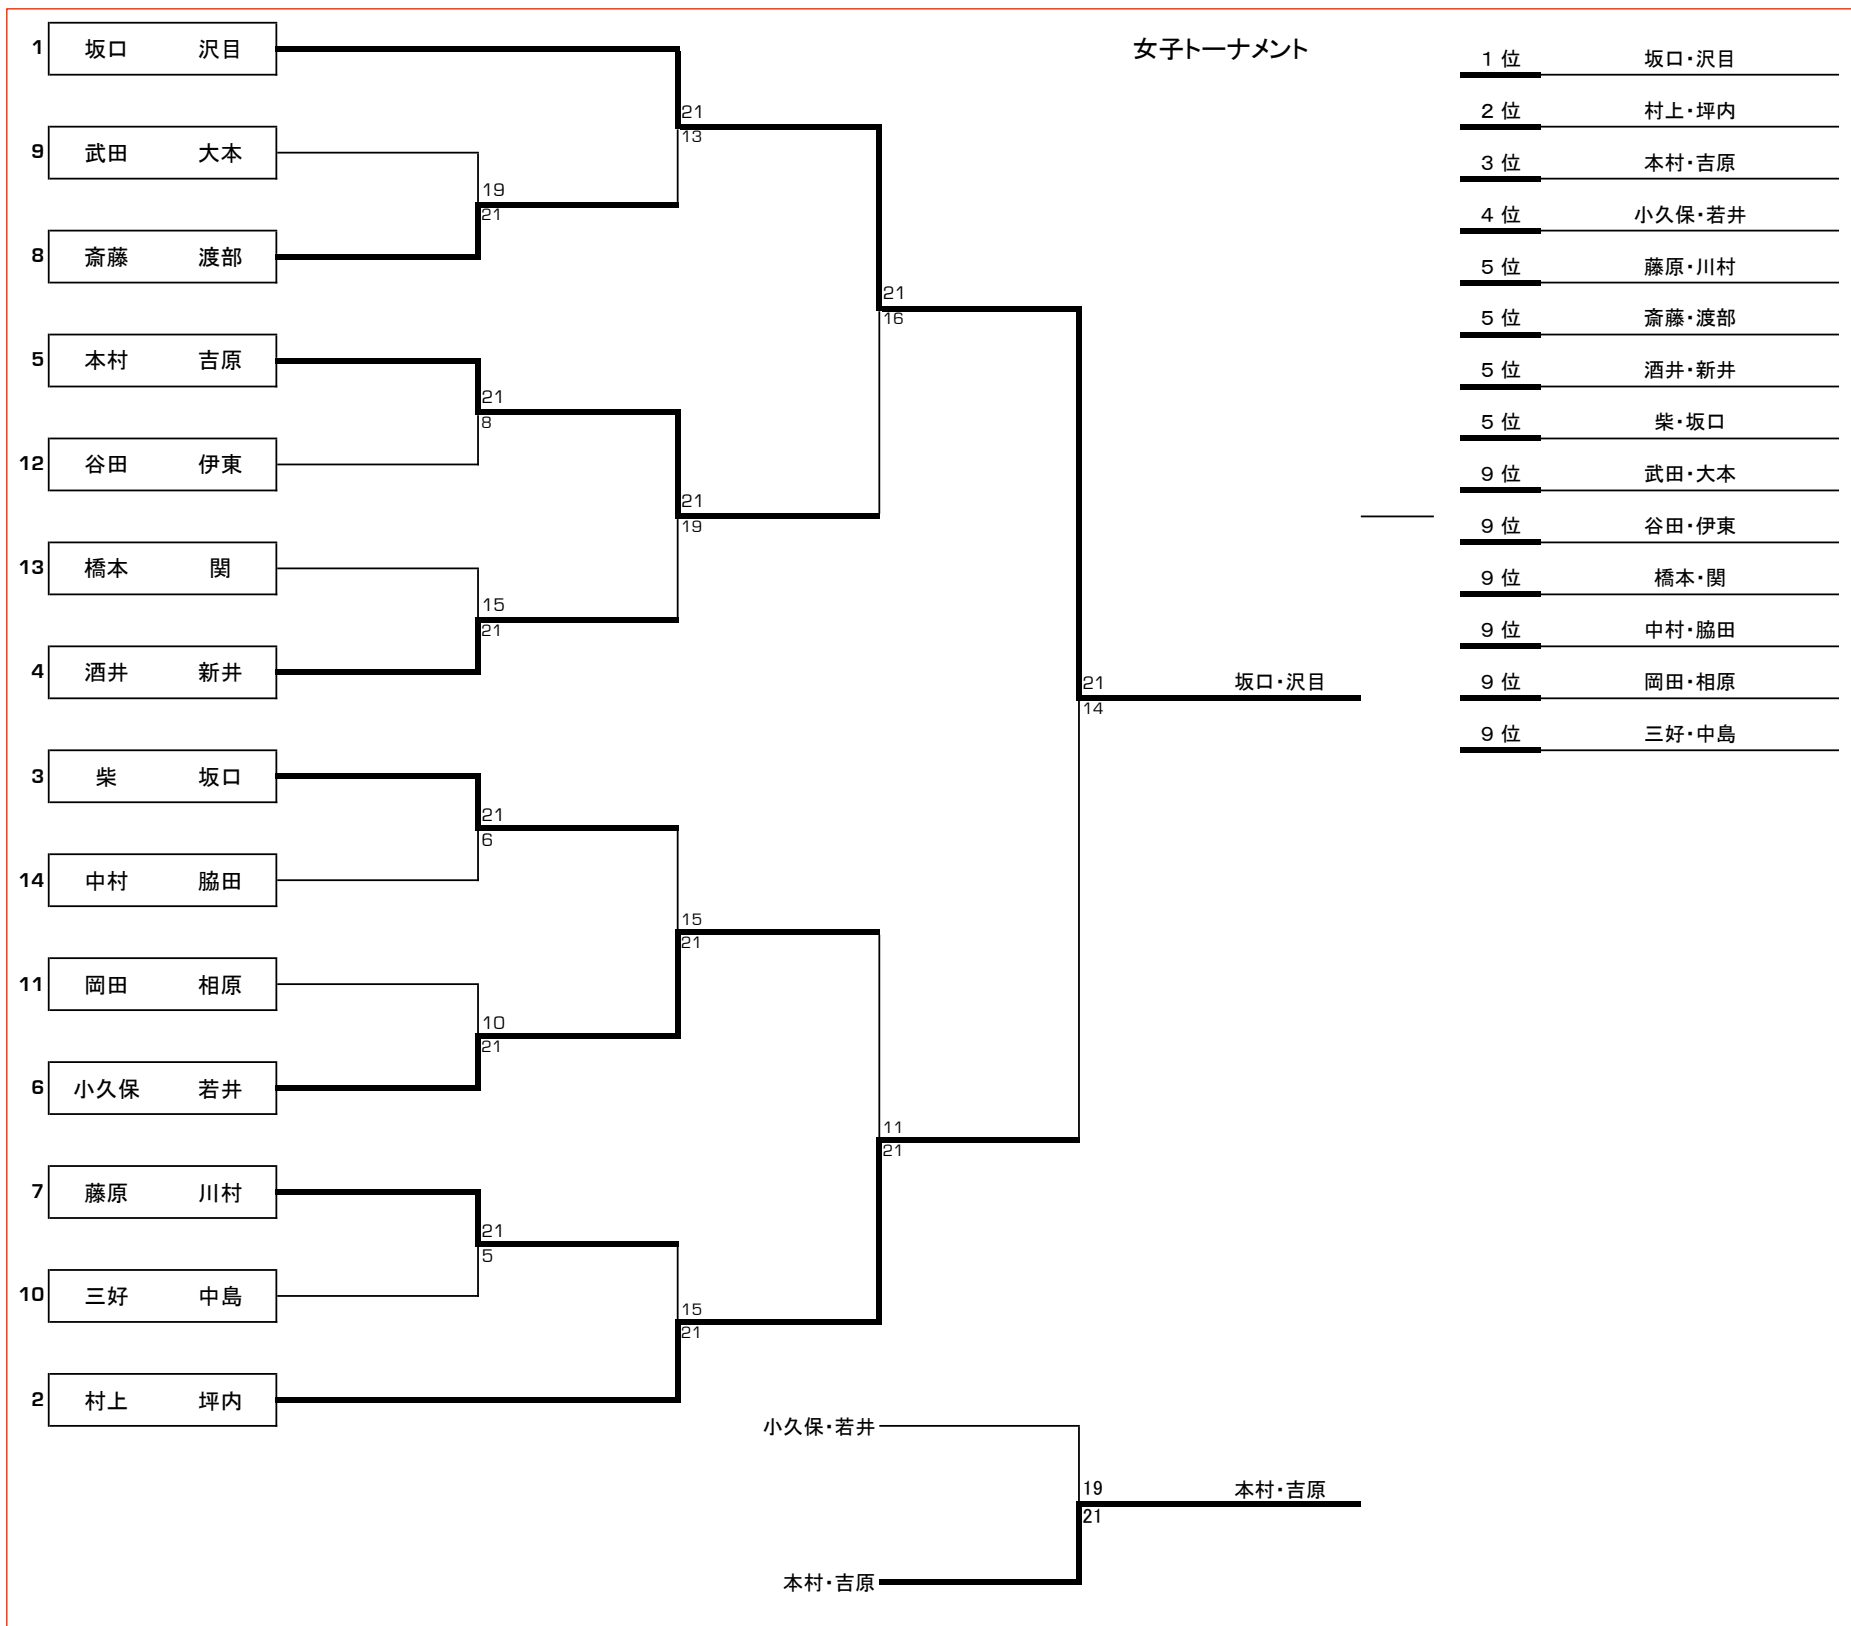 女子トーナメント
1 坂口 沢目
9 武田 大本
8 斎藤 渡部
5 本村 吉原
12 谷田 伊東
13 橋本 関
4 酒井 新井
3 柴 坂口
14 中村 脇田
11 岡田 相原
6 小久保 若井
7 藤原 川村
10 三好 中島
2 村上 坪内
19
21
21
8
15
21
21
6
10
21
21
5
21
13
21
19
15
21
15
21
21
16
11
21
21
14
坂口・沢目
小久保・若井
本村・吉原
19
21
本村・吉原
1 位 坂口・沢目
2 位 村上・坪内
3 位 本村・吉原
4 位 小久保・若井
5 位 藤原・川村
5 位 斎藤・渡部
5 位 酒井・新井
5 位 柴・坂口
9 位 武田・大本
9 位 谷田・伊東
9 位 橋本・関
9 位 中村・脇田
9 位 岡田・相原
9 位 三好・中島